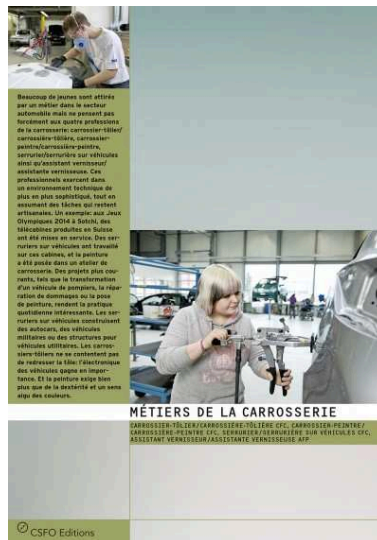 Beaucoup de jeunes sont attirés
par un métier dans le secteur
automobile mais ne pensent pas
forcément aux quatre professions
de la carrosserie: carrossier-tôlier/
carrossière-tôlière, carrossier-
peintre/carrossière-peintre,
serrurier/serrurière sur véhicules
ainsi qu'assistant vernisseur/
assistante vernisseuse. Ces
professionnels exercent dans
un environnement technique de
plus en plus sophistiqué, tout en
assumant des tâches qui restent
artisanales. Un exemple: aux Jeux
Olympiques 2014 à Sotchi, des
télécabines produites en Suisse
ont été mises en service. Des ser-
ruriers sur véhicules ont travaillé
sur ces cabines, et la peinture
a été posée dans un atelier de
carrosserie. Des projets plus cou-
rants, tels que la transformation
d'un véhicule de pompiers, la répa-
ration de dommages ou la pose
de peinture, rendent la pratique
quotidienne intéressante. Les ser-
ruriers sur véhicules construisent
des autocars, des véhicules
militaires ou des structures pour
véhicules utilitaires. Les carros-
siers-tôliers ne se contentent pas
de redresser la tôle: l'électronique
des véhicules gagne en impor-
tance. Et la peinture exige bien
plus que de la dextérité et un sens
aigu des couleurs.
MÉTIERS DE LA CARROSSERIE
CARROSSIER-TÔLIER/CARROSSIÈRE-TÔLIÈRE CFC, CARROSSIER-PEINTRE/
CARROSSIÈRE-PEINTRE CFC, SERRURIER/SERRURIÈRE SUR VÉHICULES CFC,
ASSISTANT VERNISSEUR/ASSISTANTE VERNISSEUSE AFP
CSFO Editions